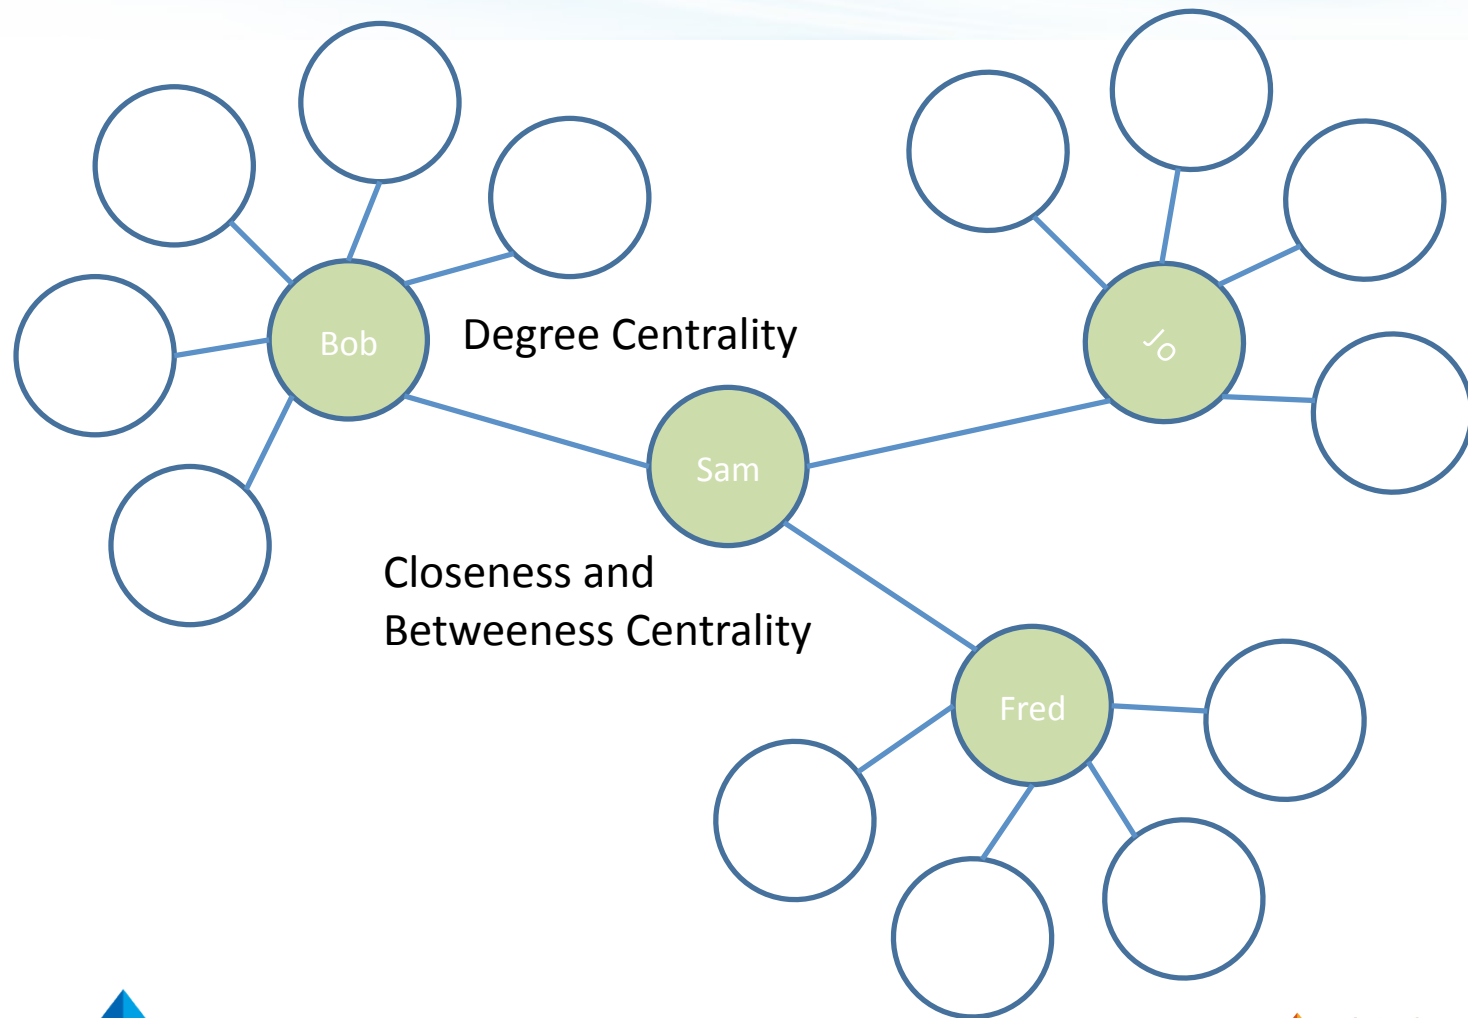 Bob
Degree Centrality
Jo
Sam
Closeness and
Betweeness Centrality
Fred